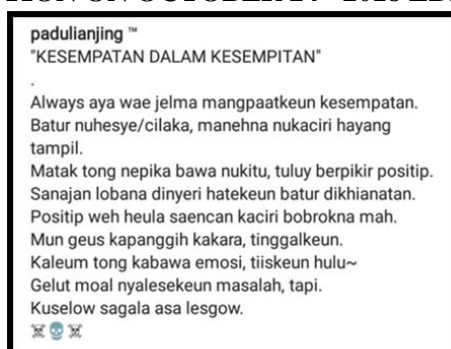 padulianjing ™
"KESEMPATAN DALAM KESEMPITAN"
.
Always aya wae jelma mangpaatkeun kesempatan.
Batur nuhesye/cilaka, manehna nukaciri hayang
tampil.
Matak tong nepika bawa nukitu, tuluy berpikir positip.
Sanajan lobana dinyeri hatekeun batur dikhianatan.
Positip weh heula saencan kaciri bobrokna mah.
Mun geus kapanggih kakara, tinggalkeun.
Kaleum tong kabawa emosi, tiiskeun hulu~
Gelut moal nyalesekeun masalah, tapi.
Kuselow sagala asa lesgow.
☠️💀☠️